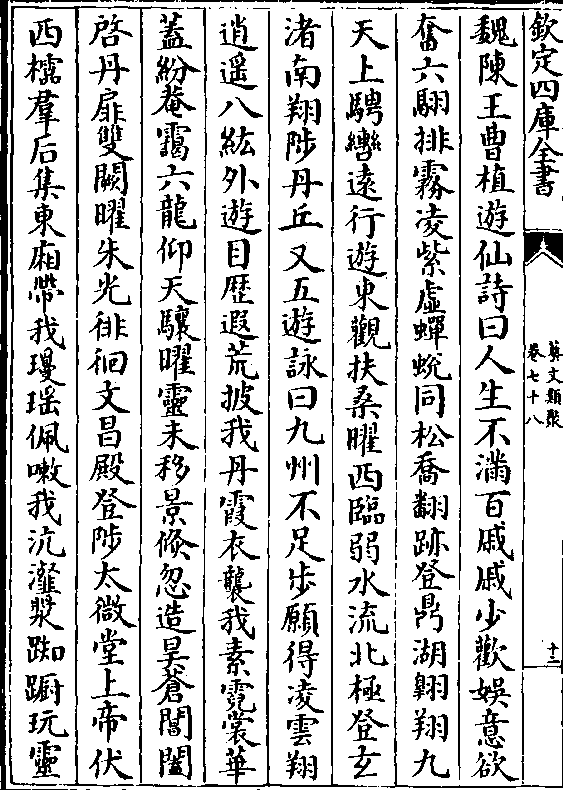 欽定四庫全書
藝文類聚
卷七十八
十三
魏陳王曹植遊仙詩曰人生不滿百戚戚少歡娛意欲
奮六翮排霧凌紫虛蟬蛻同松喬翻跡登鼎湖翱翔九
天上騁轡遠行遊東觀扶桑曜西臨弱水流北極登玄
渚南翔陟丹丘又五遊詠曰九州不足步願得凌雲翔
逍遥八紘外遊目歴遐荒披我丹霞衣襲我素霓裳華
蓋紛菴靄六龍仰天驤曜靈未移景倐忽造昊蒼閶闔
啓丹扉雙闕曜朱光徘徊文昌殿登陟太微堂上帝伏
西櫺羣后集東廂帶我瓊瑶佩嗽我沆瀣漿踟蹰玩靈